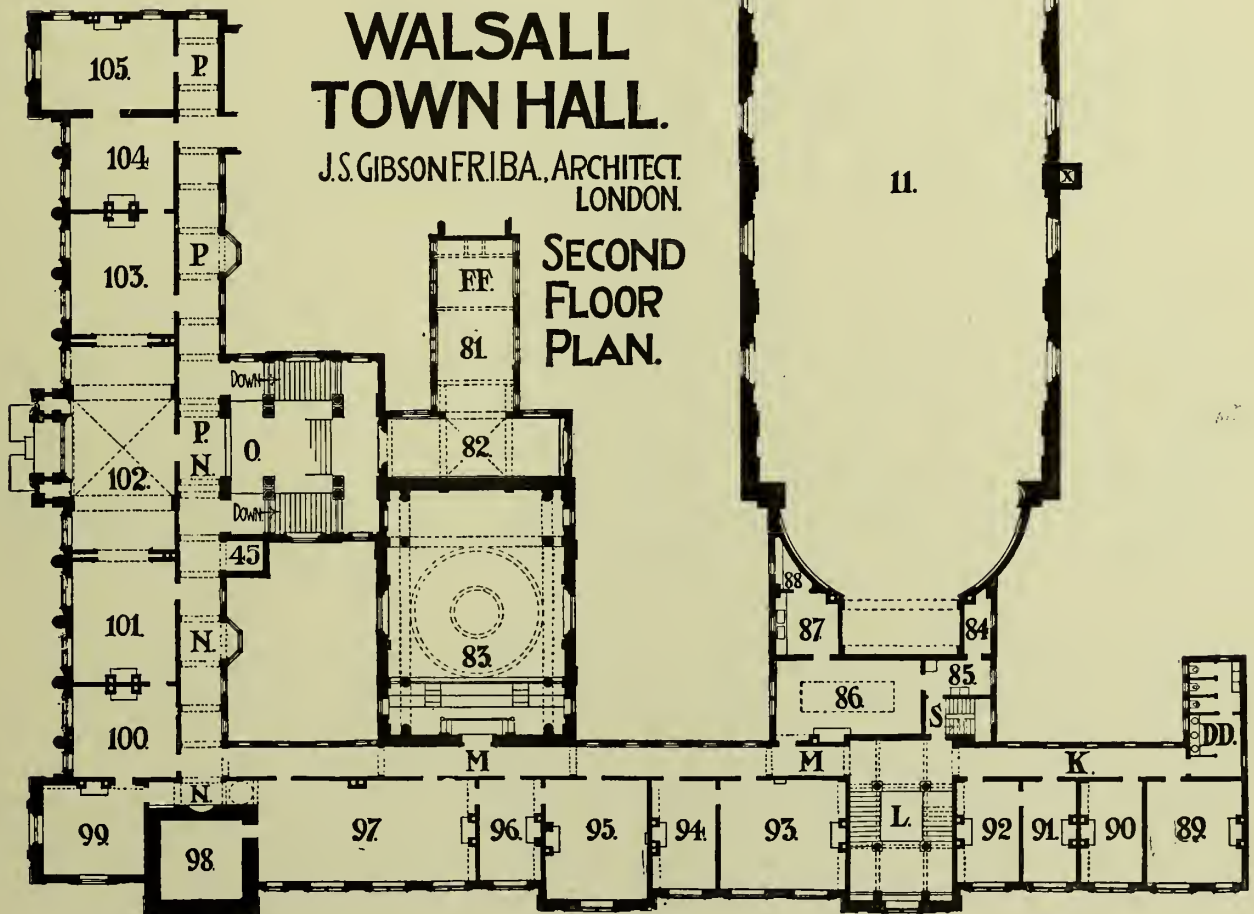 WALSALL
TOWN HALL.
J.S. GIBSON F.R.I.B.A., ARCHITECT.
LONDON.
SECOND
FLOOR
PLAN.
105.
P.
104
103.
P.
11.
X
F.F.
81.
DOWN
102.
P.
N.
O.
82.
DOWN
45
101.
N.
83.
88
87.
84
85.
86.
S
100.
M
M
K.
DD.
N.
99.
98.
97.
96.
95.
94.
93.
L.
92
91.
90
89.